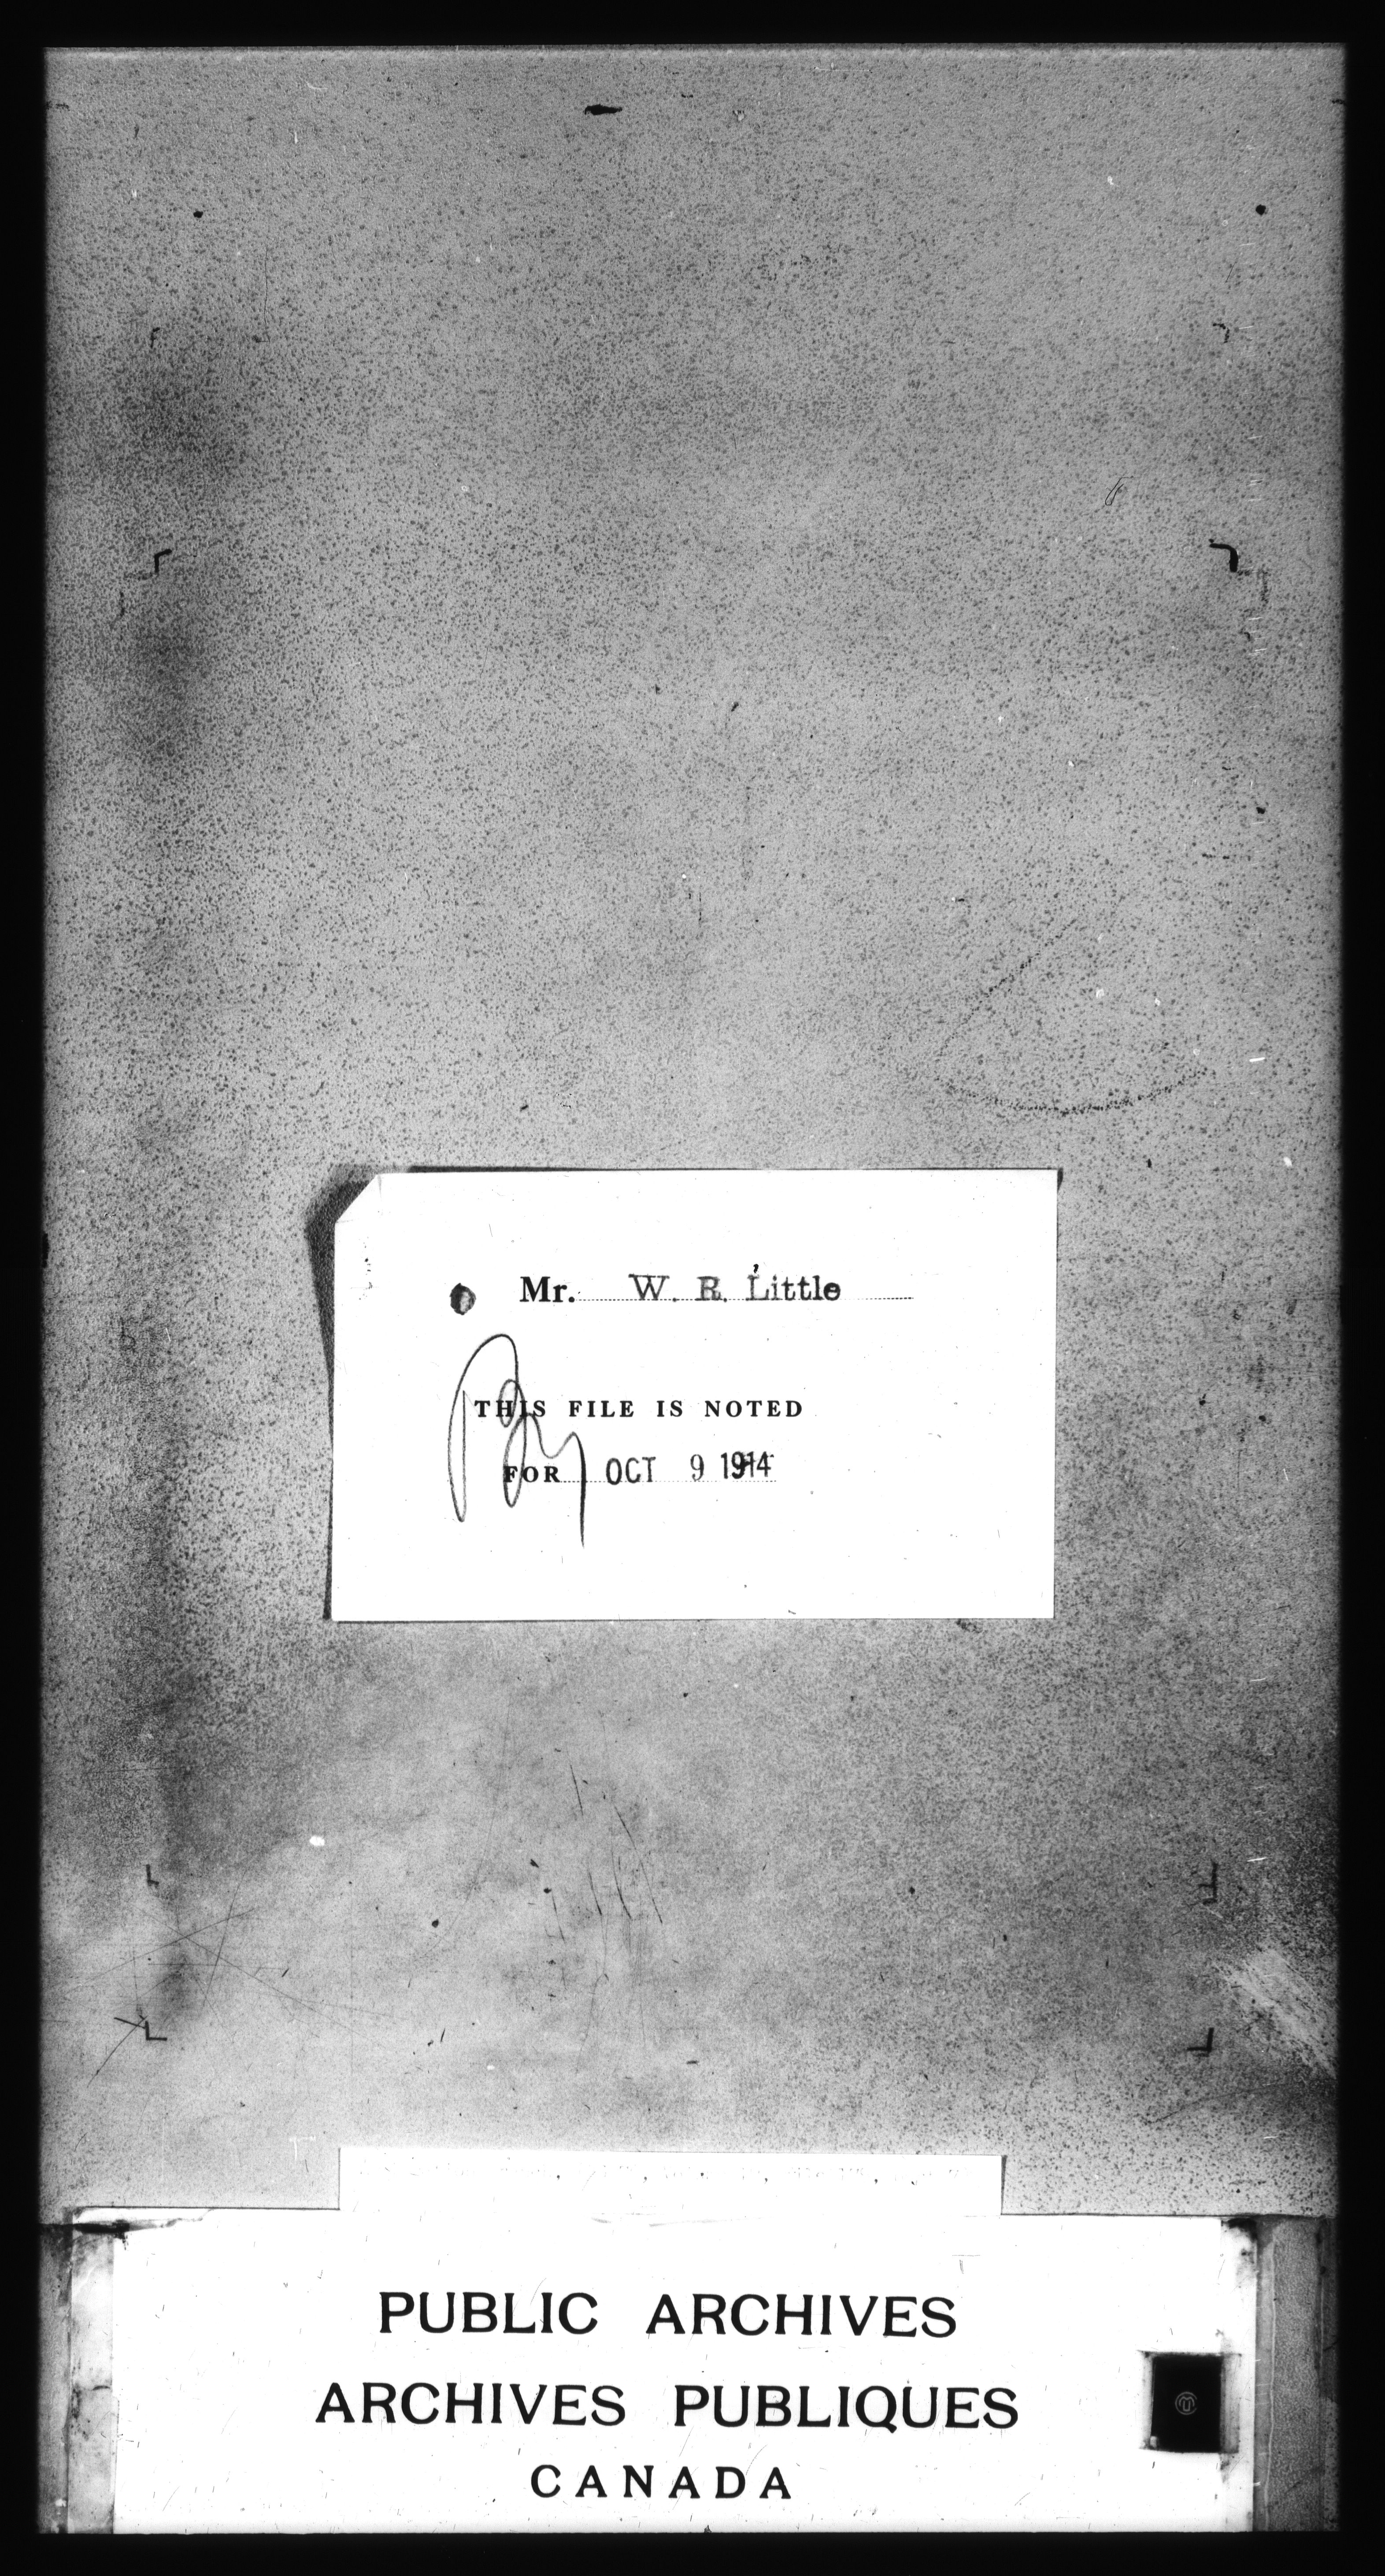 Mr. W. R. Little
THIS FILE IS NOTED
FOR OCT 9 1914
PUBLIC ARCHIVES
ARCHIVES PUBLIQUES
CANADA